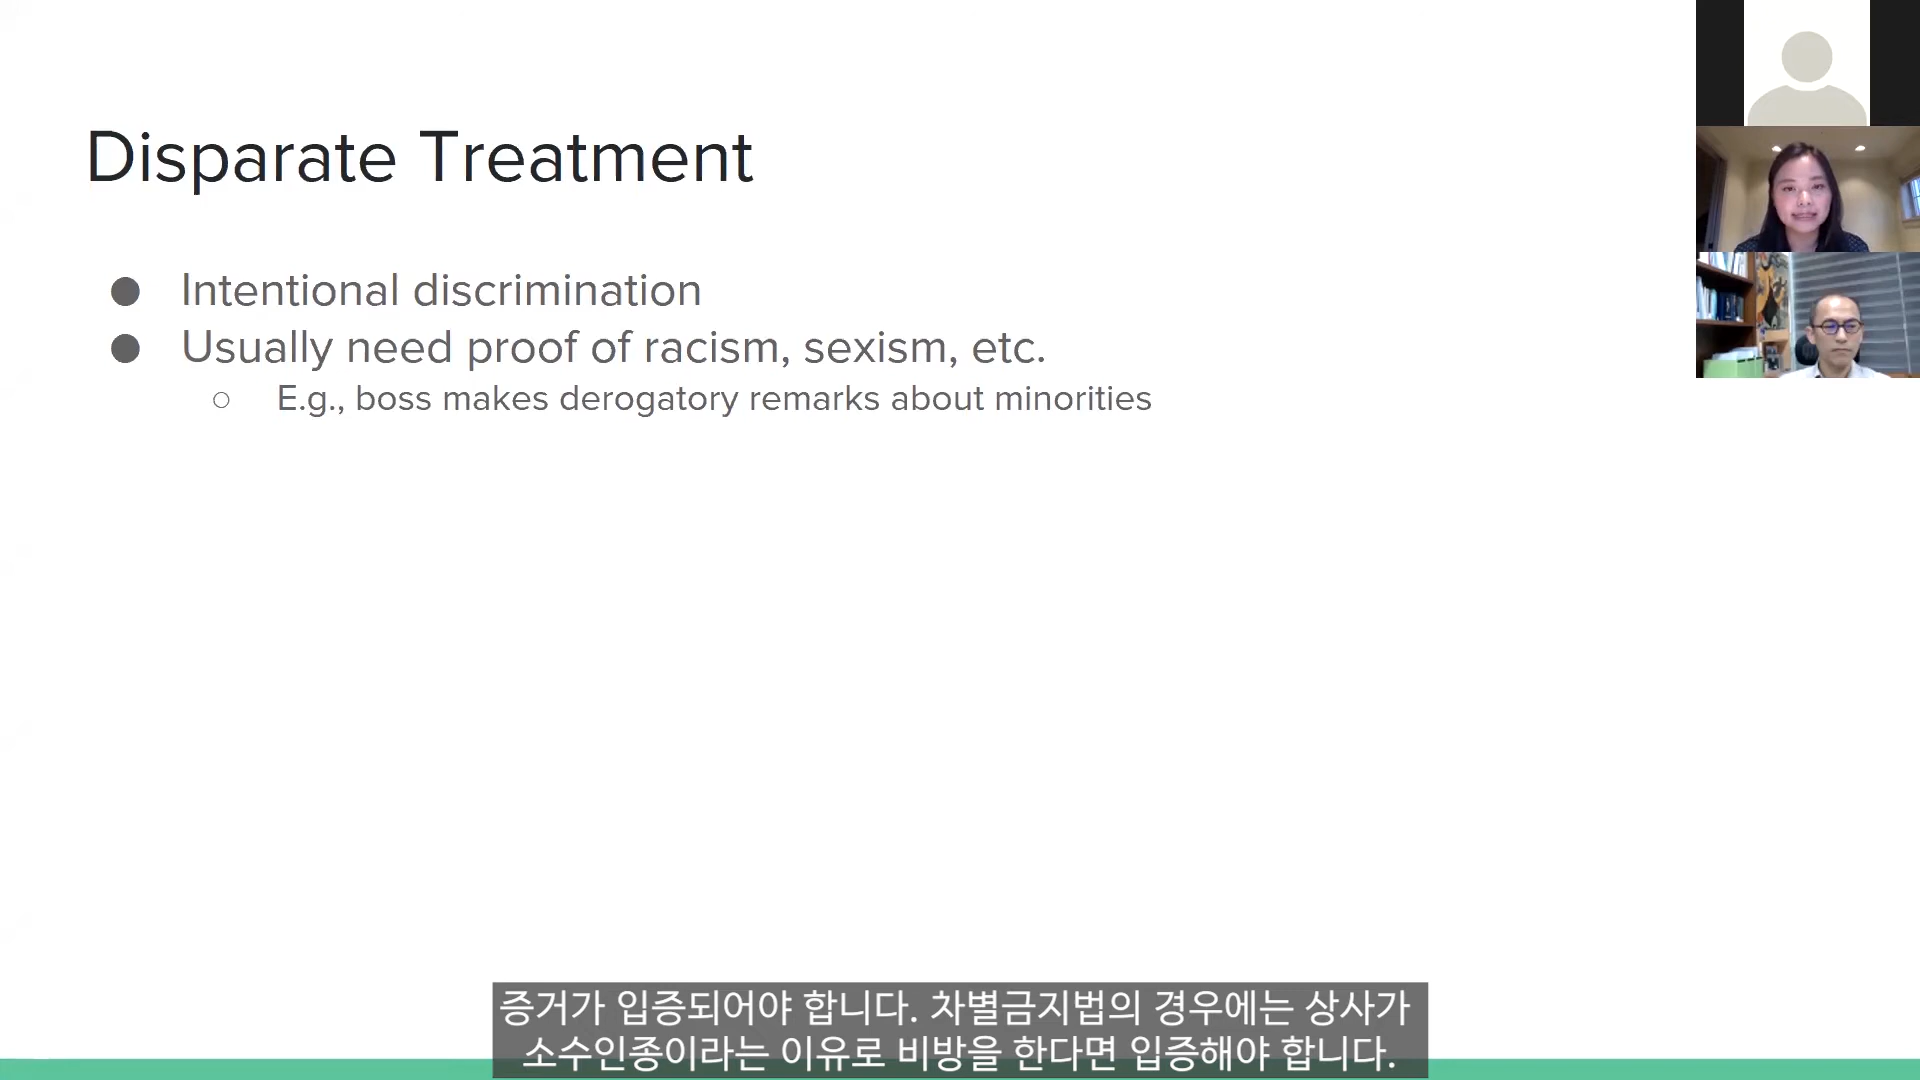 Disparate Treatment
● Intentional discrimination
● Usually need proof of racism, sexism, etc.
○ E.g., boss makes derogatory remarks about minorities
증거가 입증되어야 합니다. 차별금지법의 경우에는 상사가
소수인종이라는 이유로 비방을 한다면 입증해야 합니다.